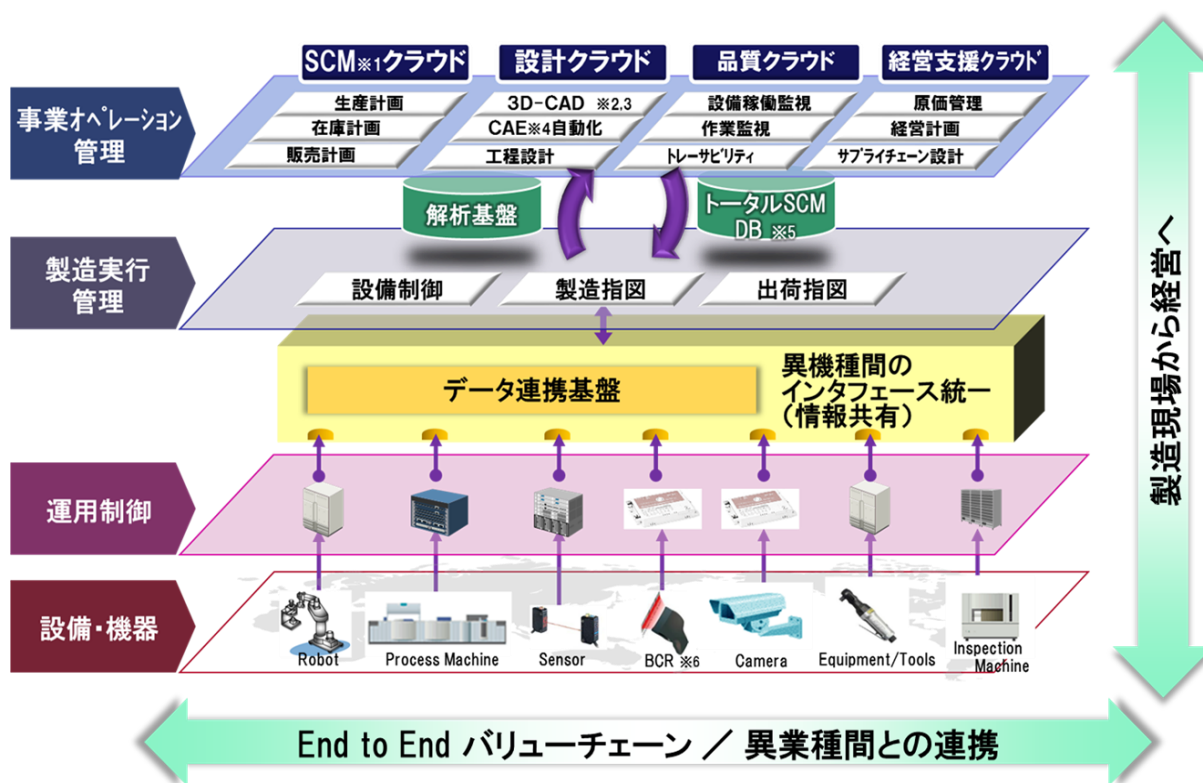 SCM※1クラウド
設計クラウド
品質クラウド
経営支援クラウド
事業オペレーション
管理
生産計画
在庫計画
販売計画
3D-CAD ※2,3
CAE※4自動化
工程設計
設備稼働監視
作業監視
トレーサビリティ
原価管理
経営計画
サプライチェーン設計
解析基盤
トータルSCM
DB ※5
製造実行
管理
設備制御
製造指図
出荷指図
データ連携基盤
異機種間の
インタフェース統一
（情報共有）
運用制御
設備・機器
Robot
Process Machine
Sensor
BCR ※6
Camera
Equipment/Tools
Inspection
Machine
製造現場から経営へ
End to End バリューチェーン ／ 異業種間との連携